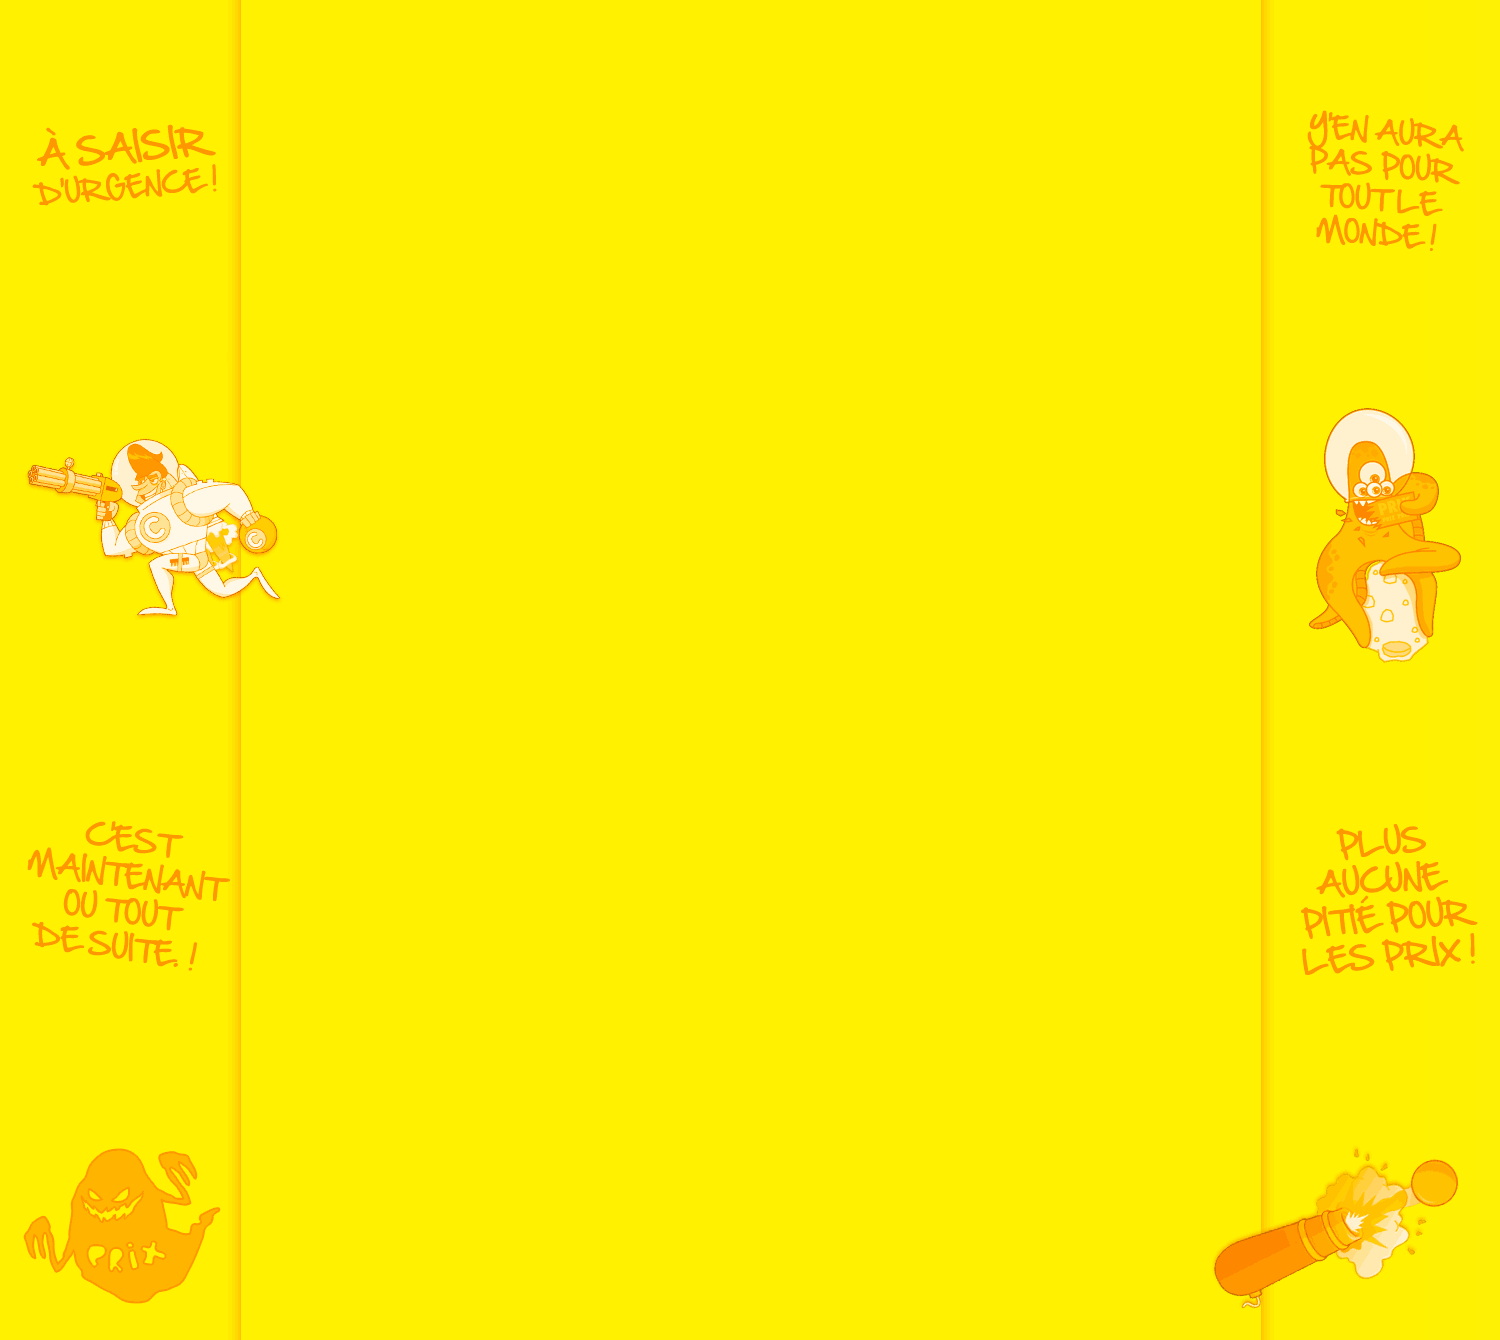 À SAISIR
D'URGENCE !
Y'EN AURA
PAS POUR
TOUT LE
MONDE !
C
C
PR
C'EST
MAINTENANT
OU TOUT
DE SUITE. !
PLUS
AUCUNE
PITIÉ POUR
LES PRIX !
PRIX